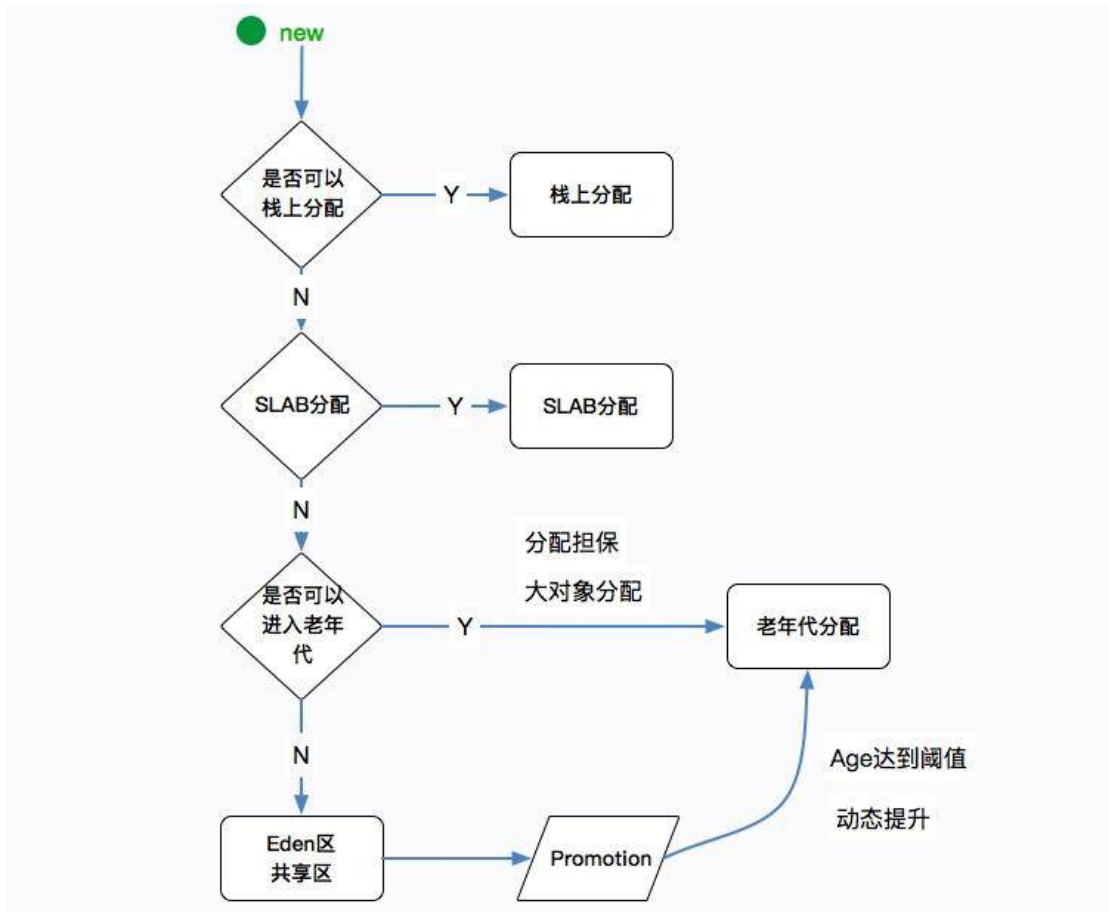 new
是否可以
栈上分配
Y
栈上分配
N
SLAB分配
Y
SLAB分配
N
分配担保
大对象分配
是否可以
进入老年
代
Y
老年代分配
N
Age达到阈值
动态提升
Eden区
共享区
Promotion